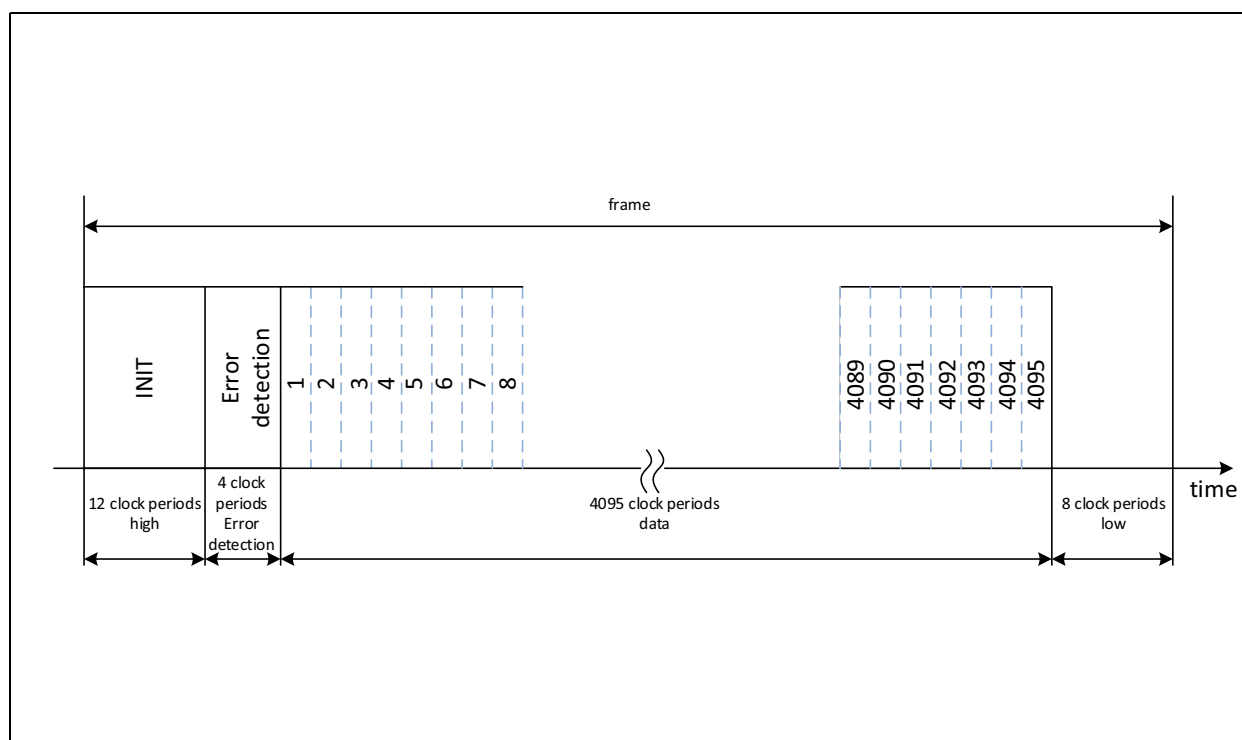 frame
INIT
Error
detection
1
2
3
4
5
6
7
8
4089
4090
4091
4092
4093
4094
4095
time
12 clock periods
high
4 clock
periods
Error
detection
4095 clock periods
data
8 clock periods
low